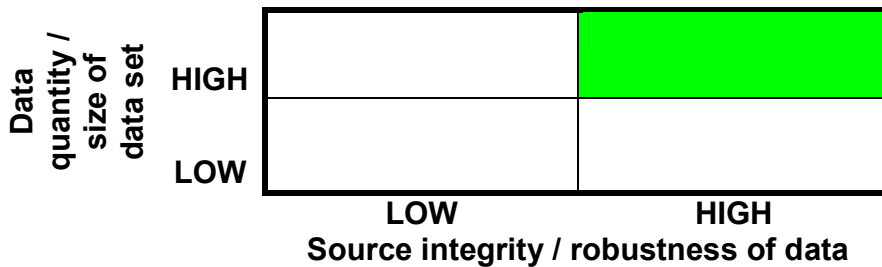 Data
quantity /
size of
data set
HIGH
LOW
LOW HIGH
Source integrity / robustness of data